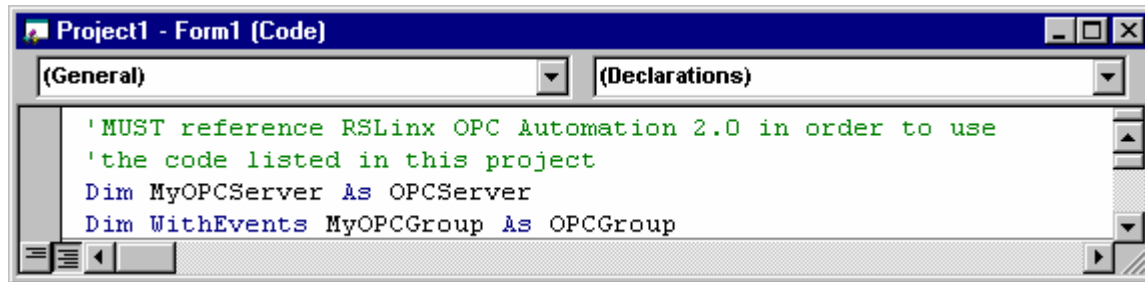 Project1 - Form1 (Code)
(General) (Declarations)
'MUST reference RSLinx OPC Automation 2.0 in order to use
'the code listed in this project
Dim MyOPCServer As OPCServer
Dim WithEvents MyOPCGroup As OPCGroup